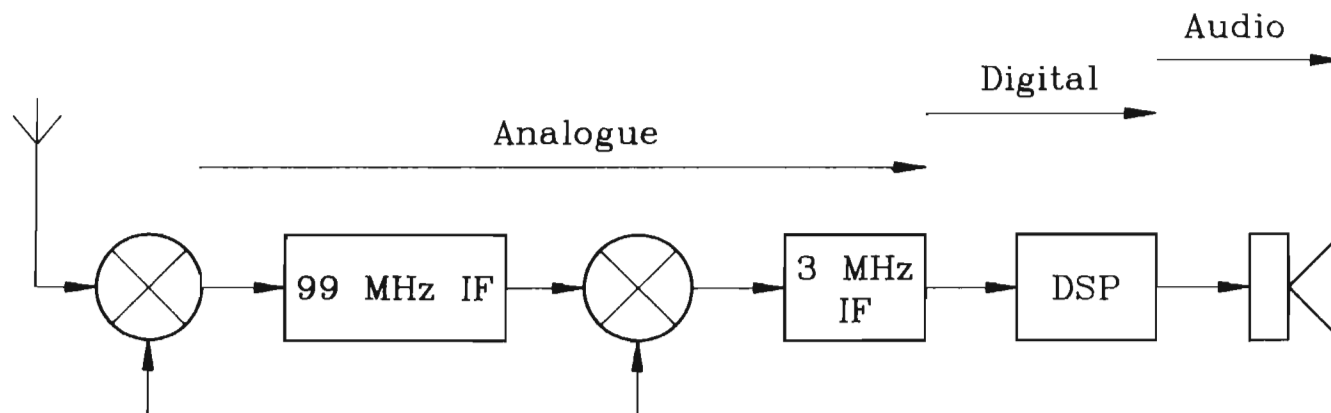 Audio
Digital
Analogue
99 MHz IF
3 MHz
IF
DSP